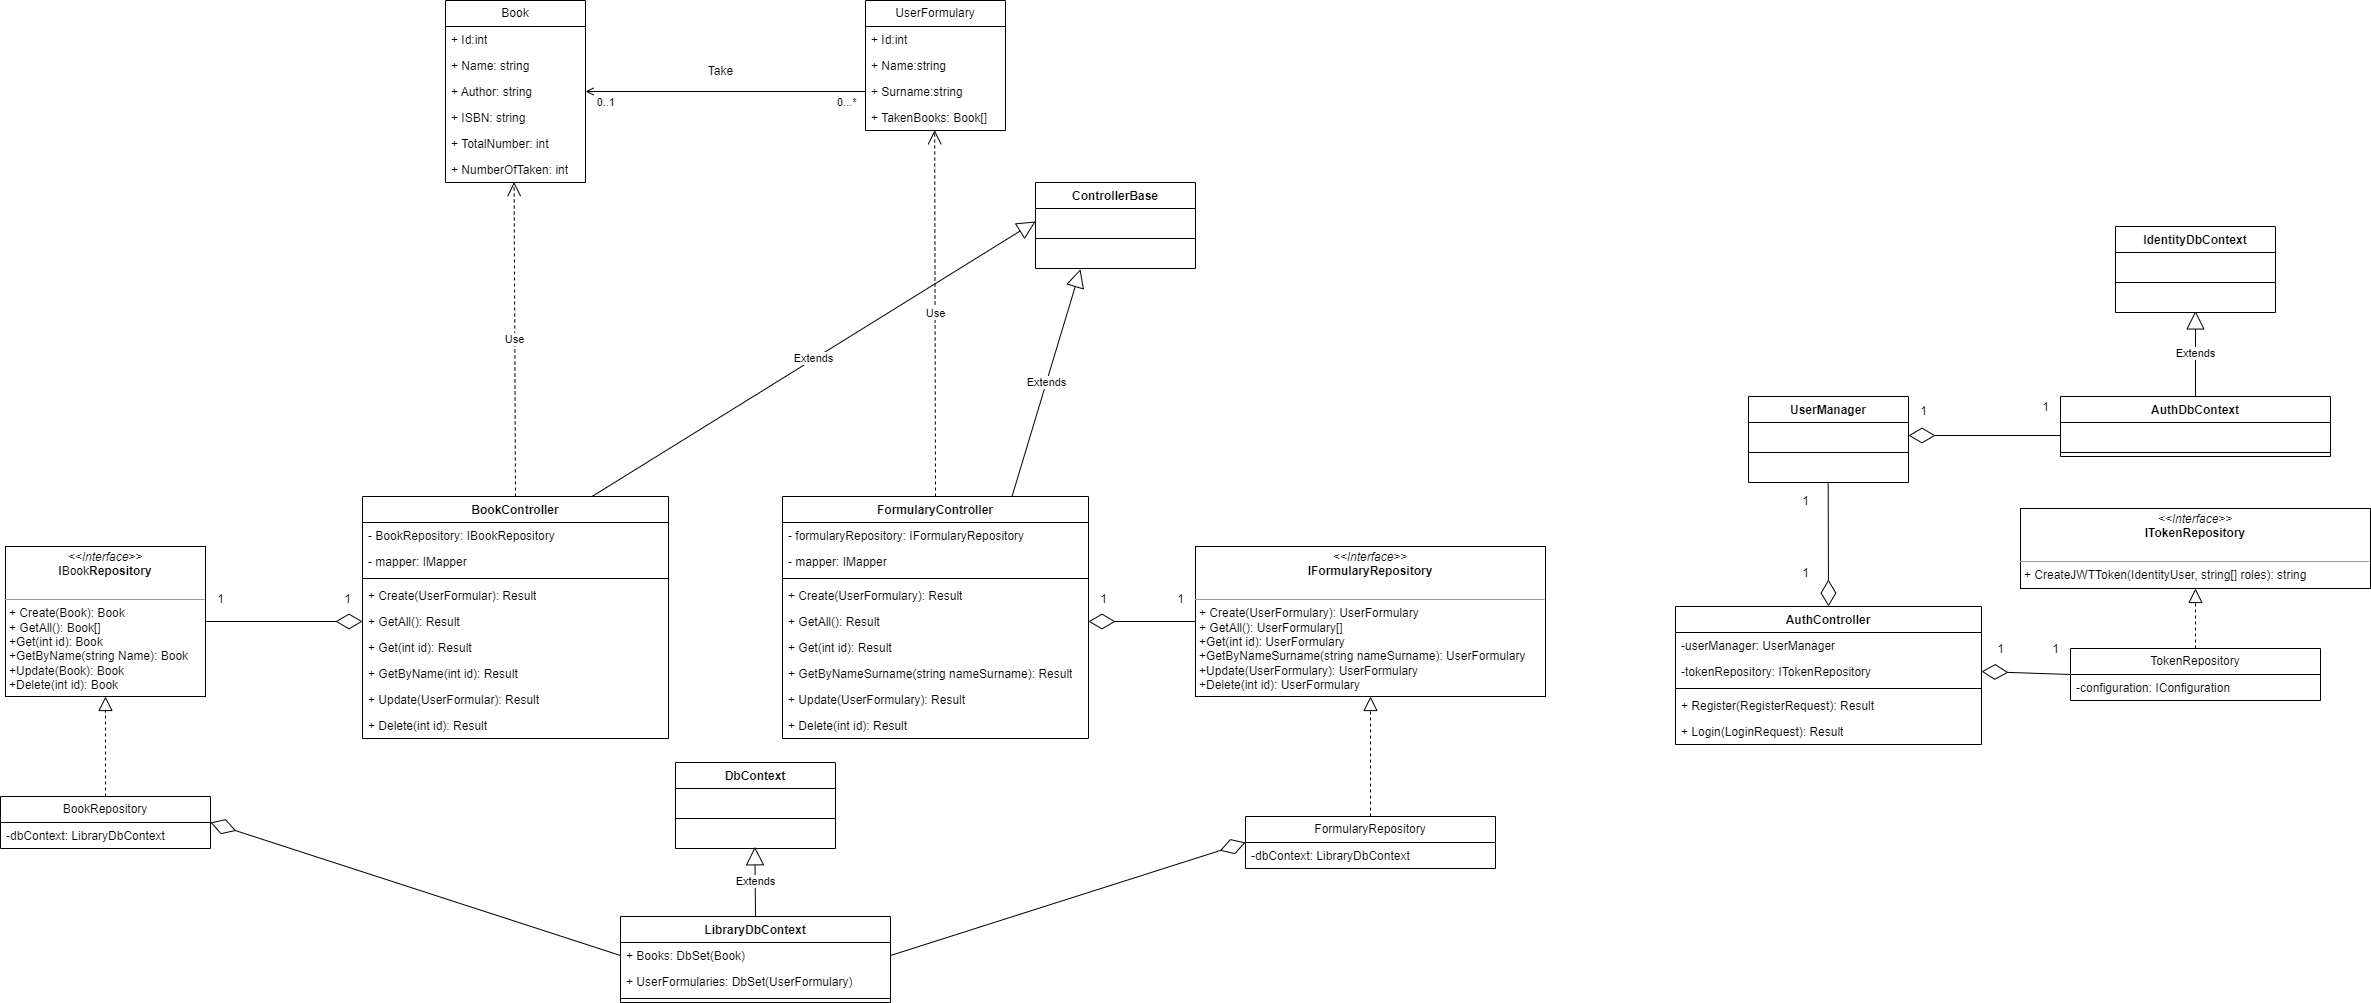 Book
+ Id:int
+ Name: string
+ Author: string
+ ISBN: string
+ TotalNumber: int
+ NumberOfTaken: int
Take
0..1
0...*
UserFormulary
+ Id:int
+ Name:string
+ Surname:string
+ TakenBooks: Book[]
ControllerBase
Use
Use
Extends
Extends
BookController
- BookRepository: IBookRepository
- mapper: IMapper
+ Create(UserFormular): Result
+ GetAll(): Result
+ Get(int id): Result
+ GetByName(int id): Result
+ Update(UserFormular): Result
+ Delete(int id): Result
FormularyController
- formularyRepository: IFormularyRepository
- mapper: IMapper
+ Create(UserFormulary): Result
+ GetAll(): Result
+ Get(int id): Result
+ GetByNameSurname(string nameSurname): Result
+ Update(UserFormulary): Result
+ Delete(int id): Result
<<Interface>>
IBookRepository
+ Create(Book): Book
+ GetAll(): Book[]
+Get(int id): Book
+GetByName(string Name): Book
+Update(Book): Book
+Delete(int id): Book
1
1
1
1
<<Interface>>
IFormularyRepository
+ Create(UserFormulary): UserFormulary
+ GetAll(): UserFormulary[]
+Get(int id): UserFormulary
+GetByNameSurname(string nameSurname): UserFormulary
+Update(UserFormulary): UserFormulary
+Delete(int id): UserFormulary
BookRepository
-dbContext: LibraryDbContext
DbContext
Extends
LibraryDbContext
+ Books: DbSet(Book)
+ UserFormularies: DbSet(UserFormulary)
FormularyRepository
-dbContext: LibraryDbContext
IdentityDbContext
Extends
UserManager
1
1
AuthDbContext
1
1
<<Interface>>
ITokenRepository
+ CreateJWTToken(IdentityUser, string[] roles): string
AuthController
-userManager: UserManager
-tokenRepository: ITokenRepository
+ Register(RegisterRequest): Result
+ Login(LoginRequest): Result
1
1
TokenRepository
-configuration: IConfiguration